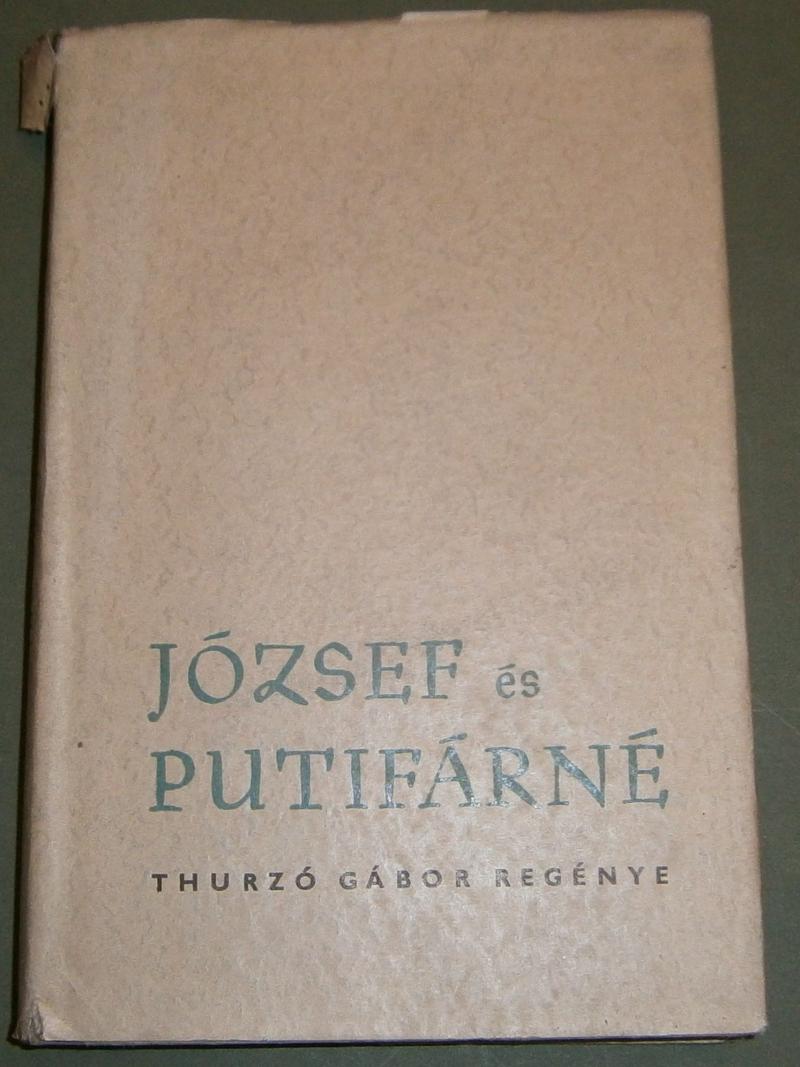 JÓZSEF és
PUTIFÁRNÉ
THURZÓ GÁBOR REGÉNYE